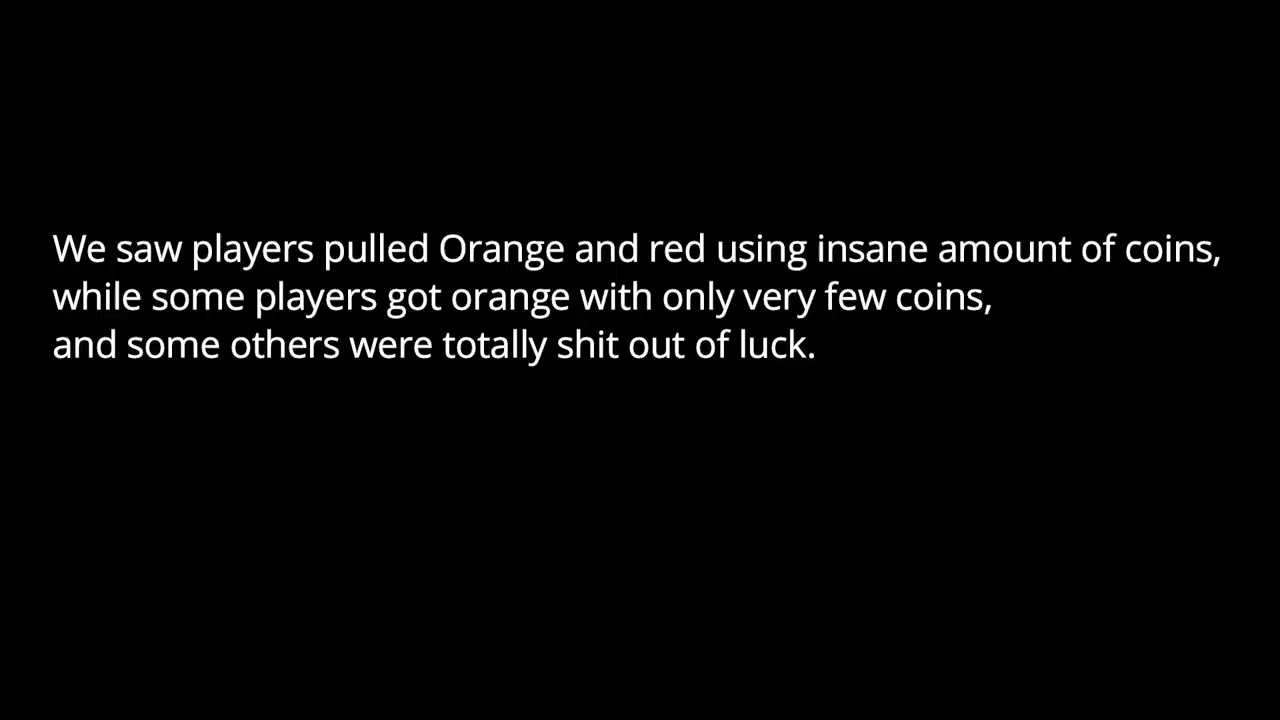 We saw players pulled Orange and red using insane amount of coins,
while some players got orange with only very few coins,
and some others were totally shit out of luck.